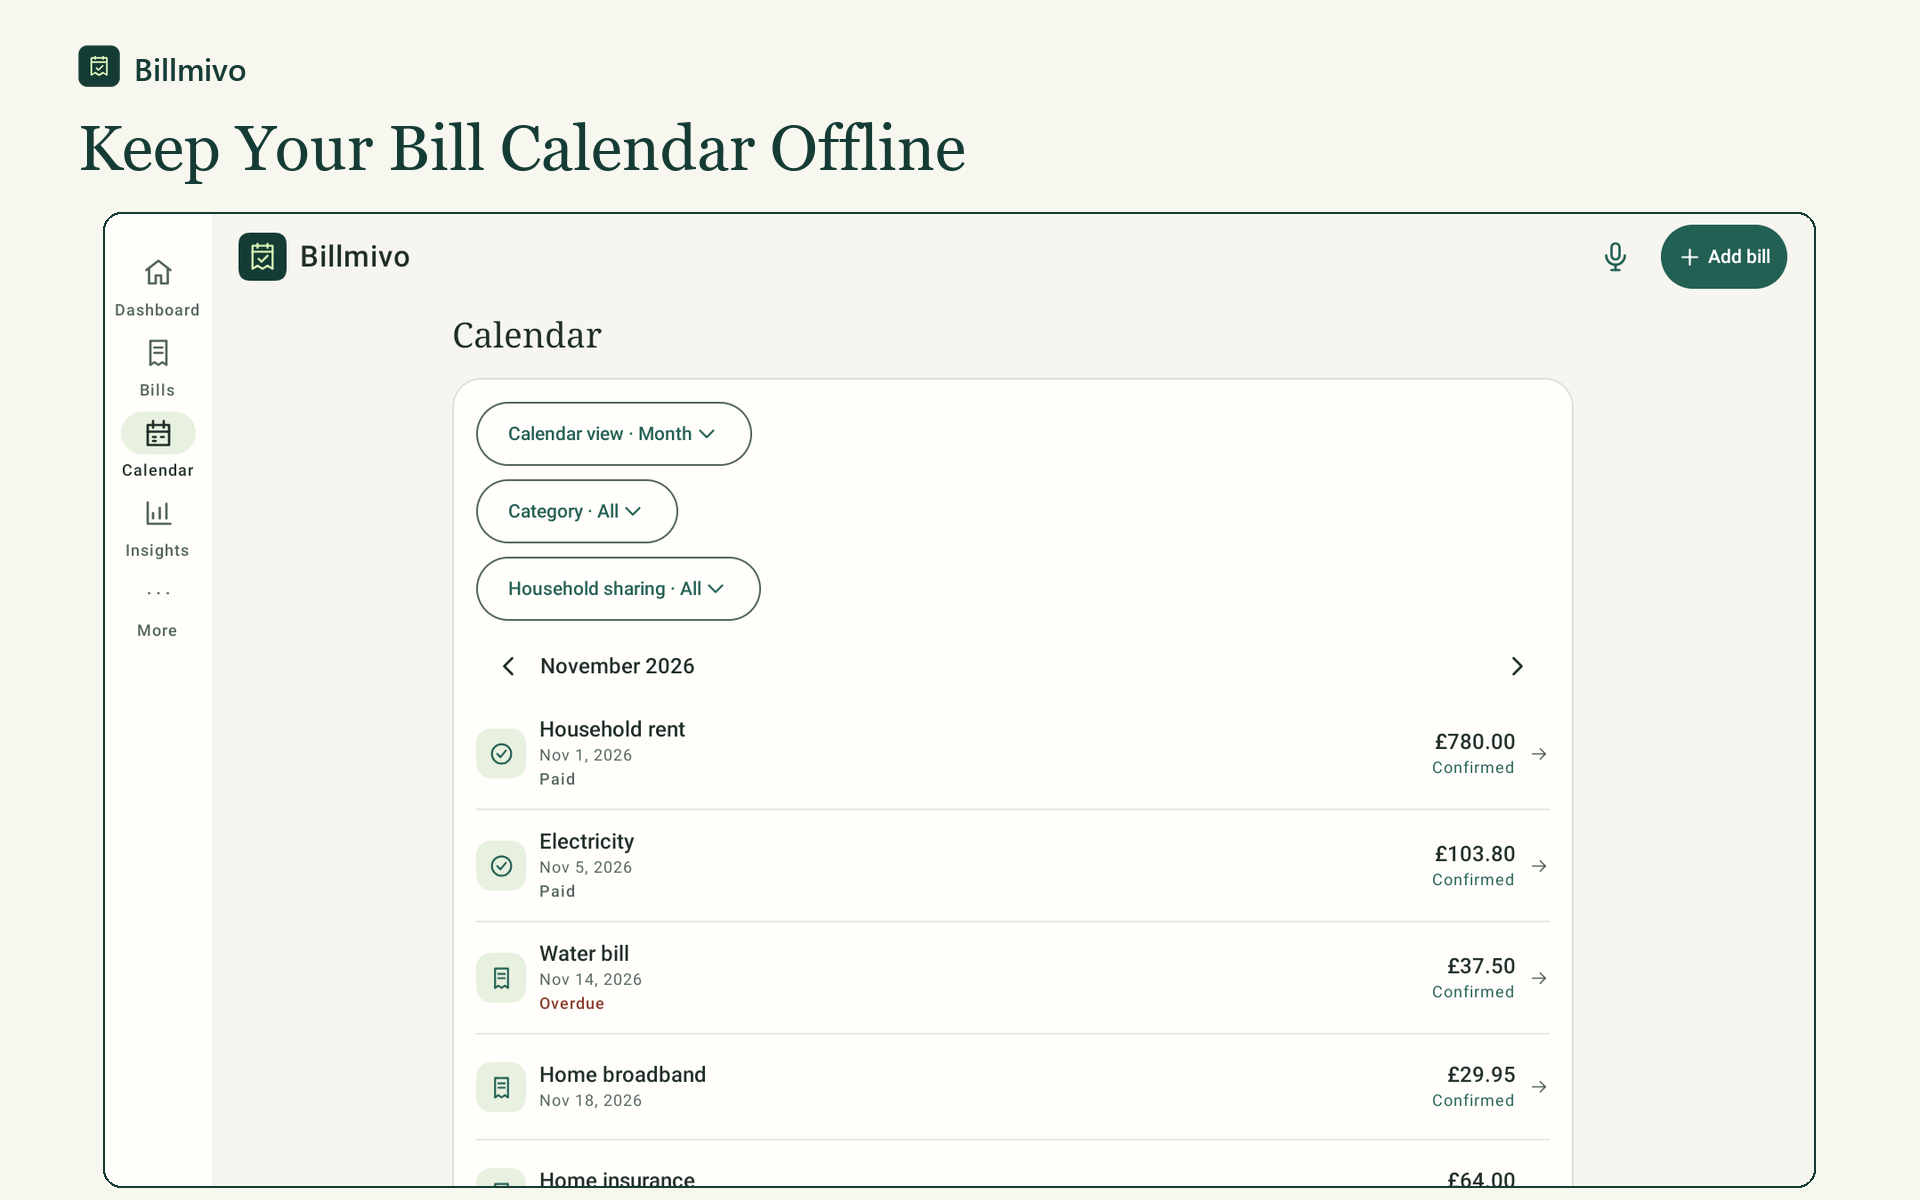 Billmivo
Keep Your Bill Calendar Offline
Billmivo
Add bill
Dashboard
Bills
Calendar
Insights
More
Calendar
Calendar view · Month
Category · All
Household sharing · All
November 2026
Household rent
Nov 1, 2026
Paid
£780.00
Confirmed
Electricity
Nov 5, 2026
Paid
£103.80
Confirmed
Water bill
Nov 14, 2026
Overdue
£37.50
Confirmed
Home broadband
Nov 18, 2026
£29.95
Confirmed
Home insurance
£64.00